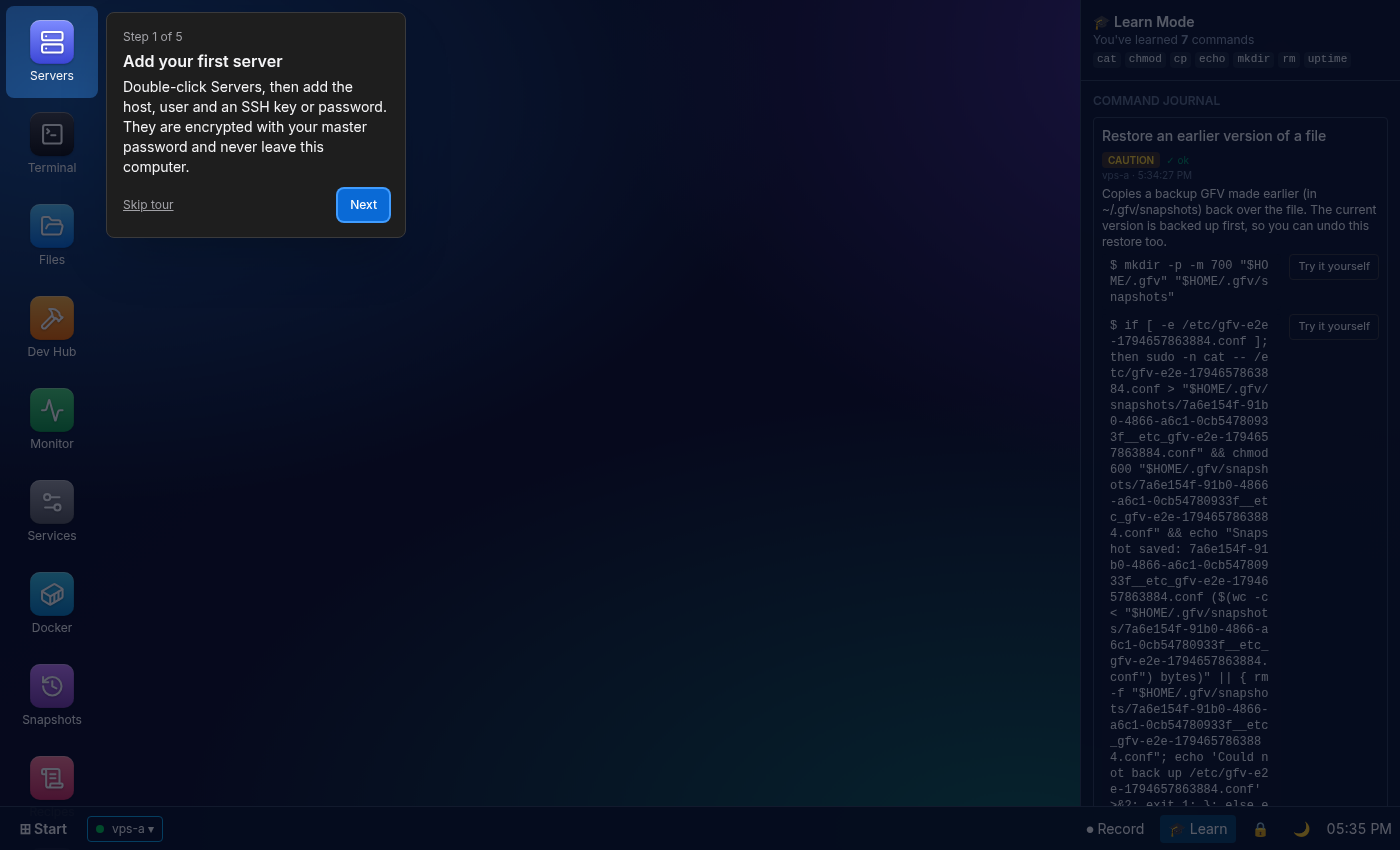 Servers
Terminal
Files
Dev Hub
Monitor
Services
Docker
Snapshots
Step 1 of 5
Add your first server
Double-click Servers, then add the
host, user and an SSH key or password.
They are encrypted with your master
password and never leave this
computer.
Skip tour
Next
🎓 Learn Mode
You've learned 7 commands
cat chmod cp echo mkdir rm uptime
COMMAND JOURNAL
Restore an earlier version of a file
CAUTION ✓ ok
vps-a · 5:34:27 PM
Copies a backup GFV made earlier (in
~/.gfv/snapshots) back over the file. The current
version is backed up first, so you can undo this
restore too.
$ mkdir -p -m 700 "$HO
ME/.gfv" "$HOME/.gfv/s
napshots"
Try it yourself
$ if [ -e /etc/gfv-e2e
-1794657863884.conf ];
then sudo -n cat -- /e
tc/gfv-e2e-17946578638
84.conf > "$HOME/.gfv/
snapshots/7a6e154f-91b
0-4866-a6c1-0cb5478093
3f__etc_gfv-e2e-179465
7863884.conf" && chmod
600 "$HOME/.gfv/snapsh
ots/7a6e154f-91b0-4866
-a6c1-0cb54780933f__et
c_gfv-e2e-179465786388
4.conf" && echo "Snaps
hot saved: 7a6e154f-91
b0-4866-a6c1-0cb547809
33f__etc_gfv-e2e-17946
57863884.conf ($(wc -c
< "$HOME/.gfv/snapshot
s/7a6e154f-91b0-4866-a
6c1-0cb54780933f__etc_
gfv-e2e-1794657863884.
conf") bytes)" || { rm
-f "$HOME/.gfv/snapsho
ts/7a6e154f-91b0-4866-
a6c1-0cb54780933f__etc
_gfv-e2e-179465786388
4.conf"; echo 'Could n
ot back up /etc/gfv-e2
e-1794657863884.conf'
>&2; exit 1; }; else e
Try it yourself
⊞ Start
vps-a ▾
● Record
🎓 Learn
🔒
🌙
05:35 PM